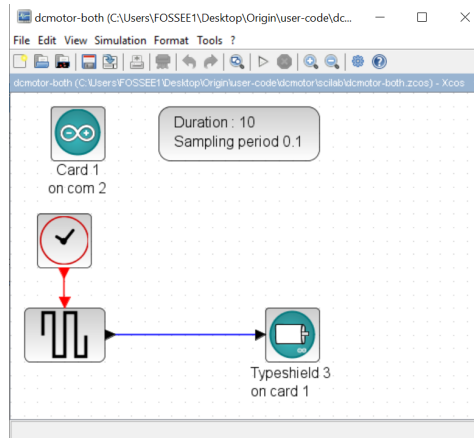 dcmotor-both (C:\Users\FOSSEE1\Desktop\Origin\user-code\dc...
File Edit View Simulation Format Tools ?
dcmotor-both (C:\Users\FOSSEE1\Desktop\Origin\user-code\dcmotor\scilab\dcmotor-both.zcos) - Xcos
Duration : 10
Sampling period 0.1
Card 1
on com 2
Typeshield 3
on card 1